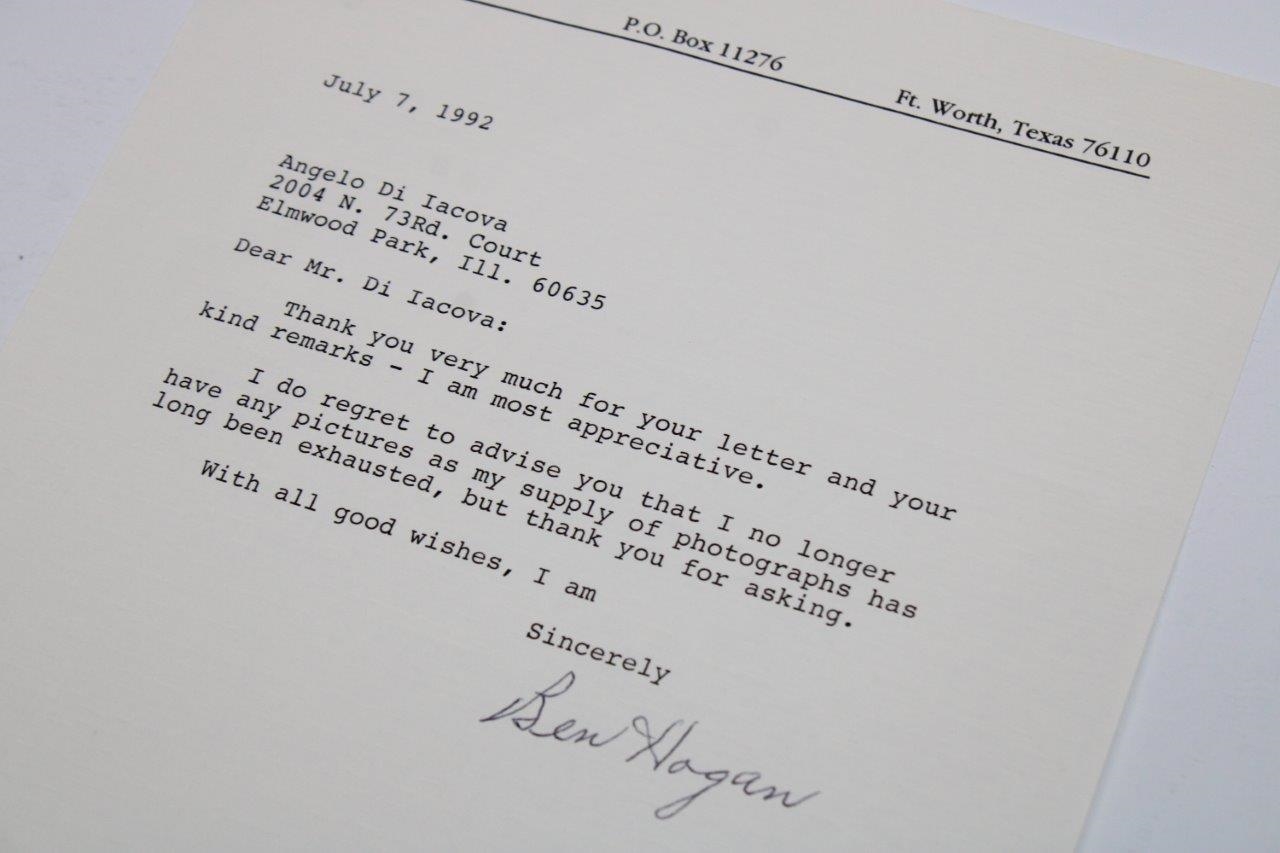 P.O. Box 11276 Ft. Worth, Texas 76110
July 7, 1992
Angelo Di Iacova
2004 N. 73Rd. Court
Elmwood Park, Ill. 60635
Dear Mr. Di Iacova:
Thank you very much for your letter and your
kind remarks - I am most appreciative.
I do regret to advise you that I no longer
have any pictures as my supply of photographs has
long been exhausted, but thank you for asking.
With all good wishes, I am
Sincerely
Ben Hogan